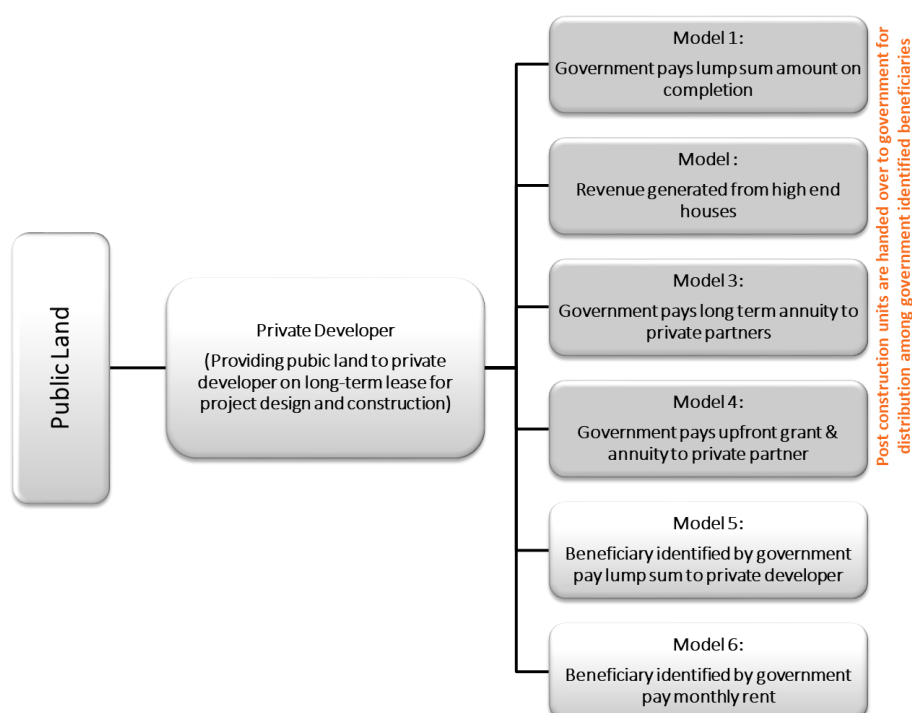 Public Land
Private Developer
(Providing pubic land to private
developer on long-term lease for
project design and construction)
Model 1:
Government pays lump sum amount on
completion
Model :
Revenue generated from high end
houses
Model 3:
Government pays long term annuity to
private partners
Model 4:
Government pays upfront grant &
annuity to private partner
Model 5:
Beneficiary identified by government
pay lump sum to private developer
Model 6:
Beneficiary identified by government
pay monthly rent
Post construction units are handed over to government for
distribution among government identified beneficiaries